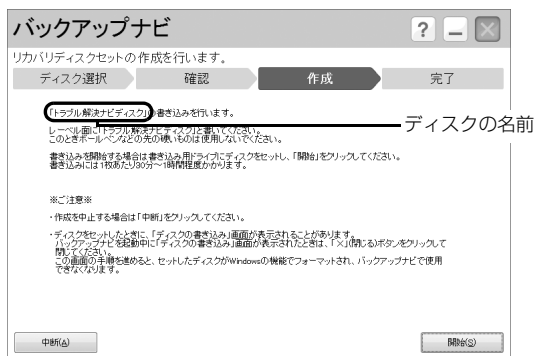 バックアップナビ
?
リカバリディスクセットの作成を行います。
ディスク選択 確認 作成 完了
「トラブル解決ナビディスク」の書き込みを行います。
ディスクの名前
レーベル面に「トラブル解決ナビディスク」と書いてください。
このときボールペンなどの先の硬いものは使用しないでください。
書き込みを開始する場合は書き込み用ドライブにディスクをセットし、「開始」をクリックしてください。
書き込みには1枚あたり30分～1時間程度かかります。
※ご注意※
・作成を中止する場合は「中断」をクリックしてください。
・ディスクをセットしたときに、「ディスクの書き込み」画面が表示されることがあります。
バックアップナビを起動中に「ディスクの書き込み」画面が表示されたときは、「×」(閉じる)ボタンをクリックして
閉じてください。
この画面の手順を進めると、セットしたディスクがWindowsの機能でフォーマットされ、バックアップナビで使用
できなくなります。
中断(A) 開始(S)